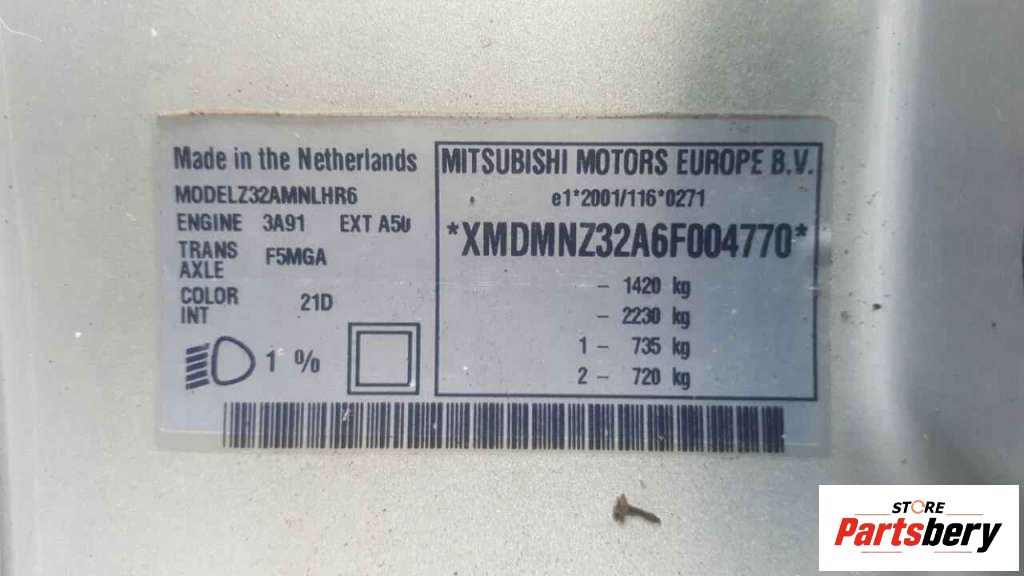 Made in the Netherlands
MODELZ32AMNLHR6
ENGINE 3A91 EXT A50
TRANS AXLE F5MGA
COLOR INT 21D
1 %
MITSUBISHI MOTORS EUROPE B.V.
e1*2001/116*0271
*XMDMNZ32A6F004770*
- 1420 kg
- 2230 kg
1 - 735 kg
2 - 720 kg
STORE
Partsbery